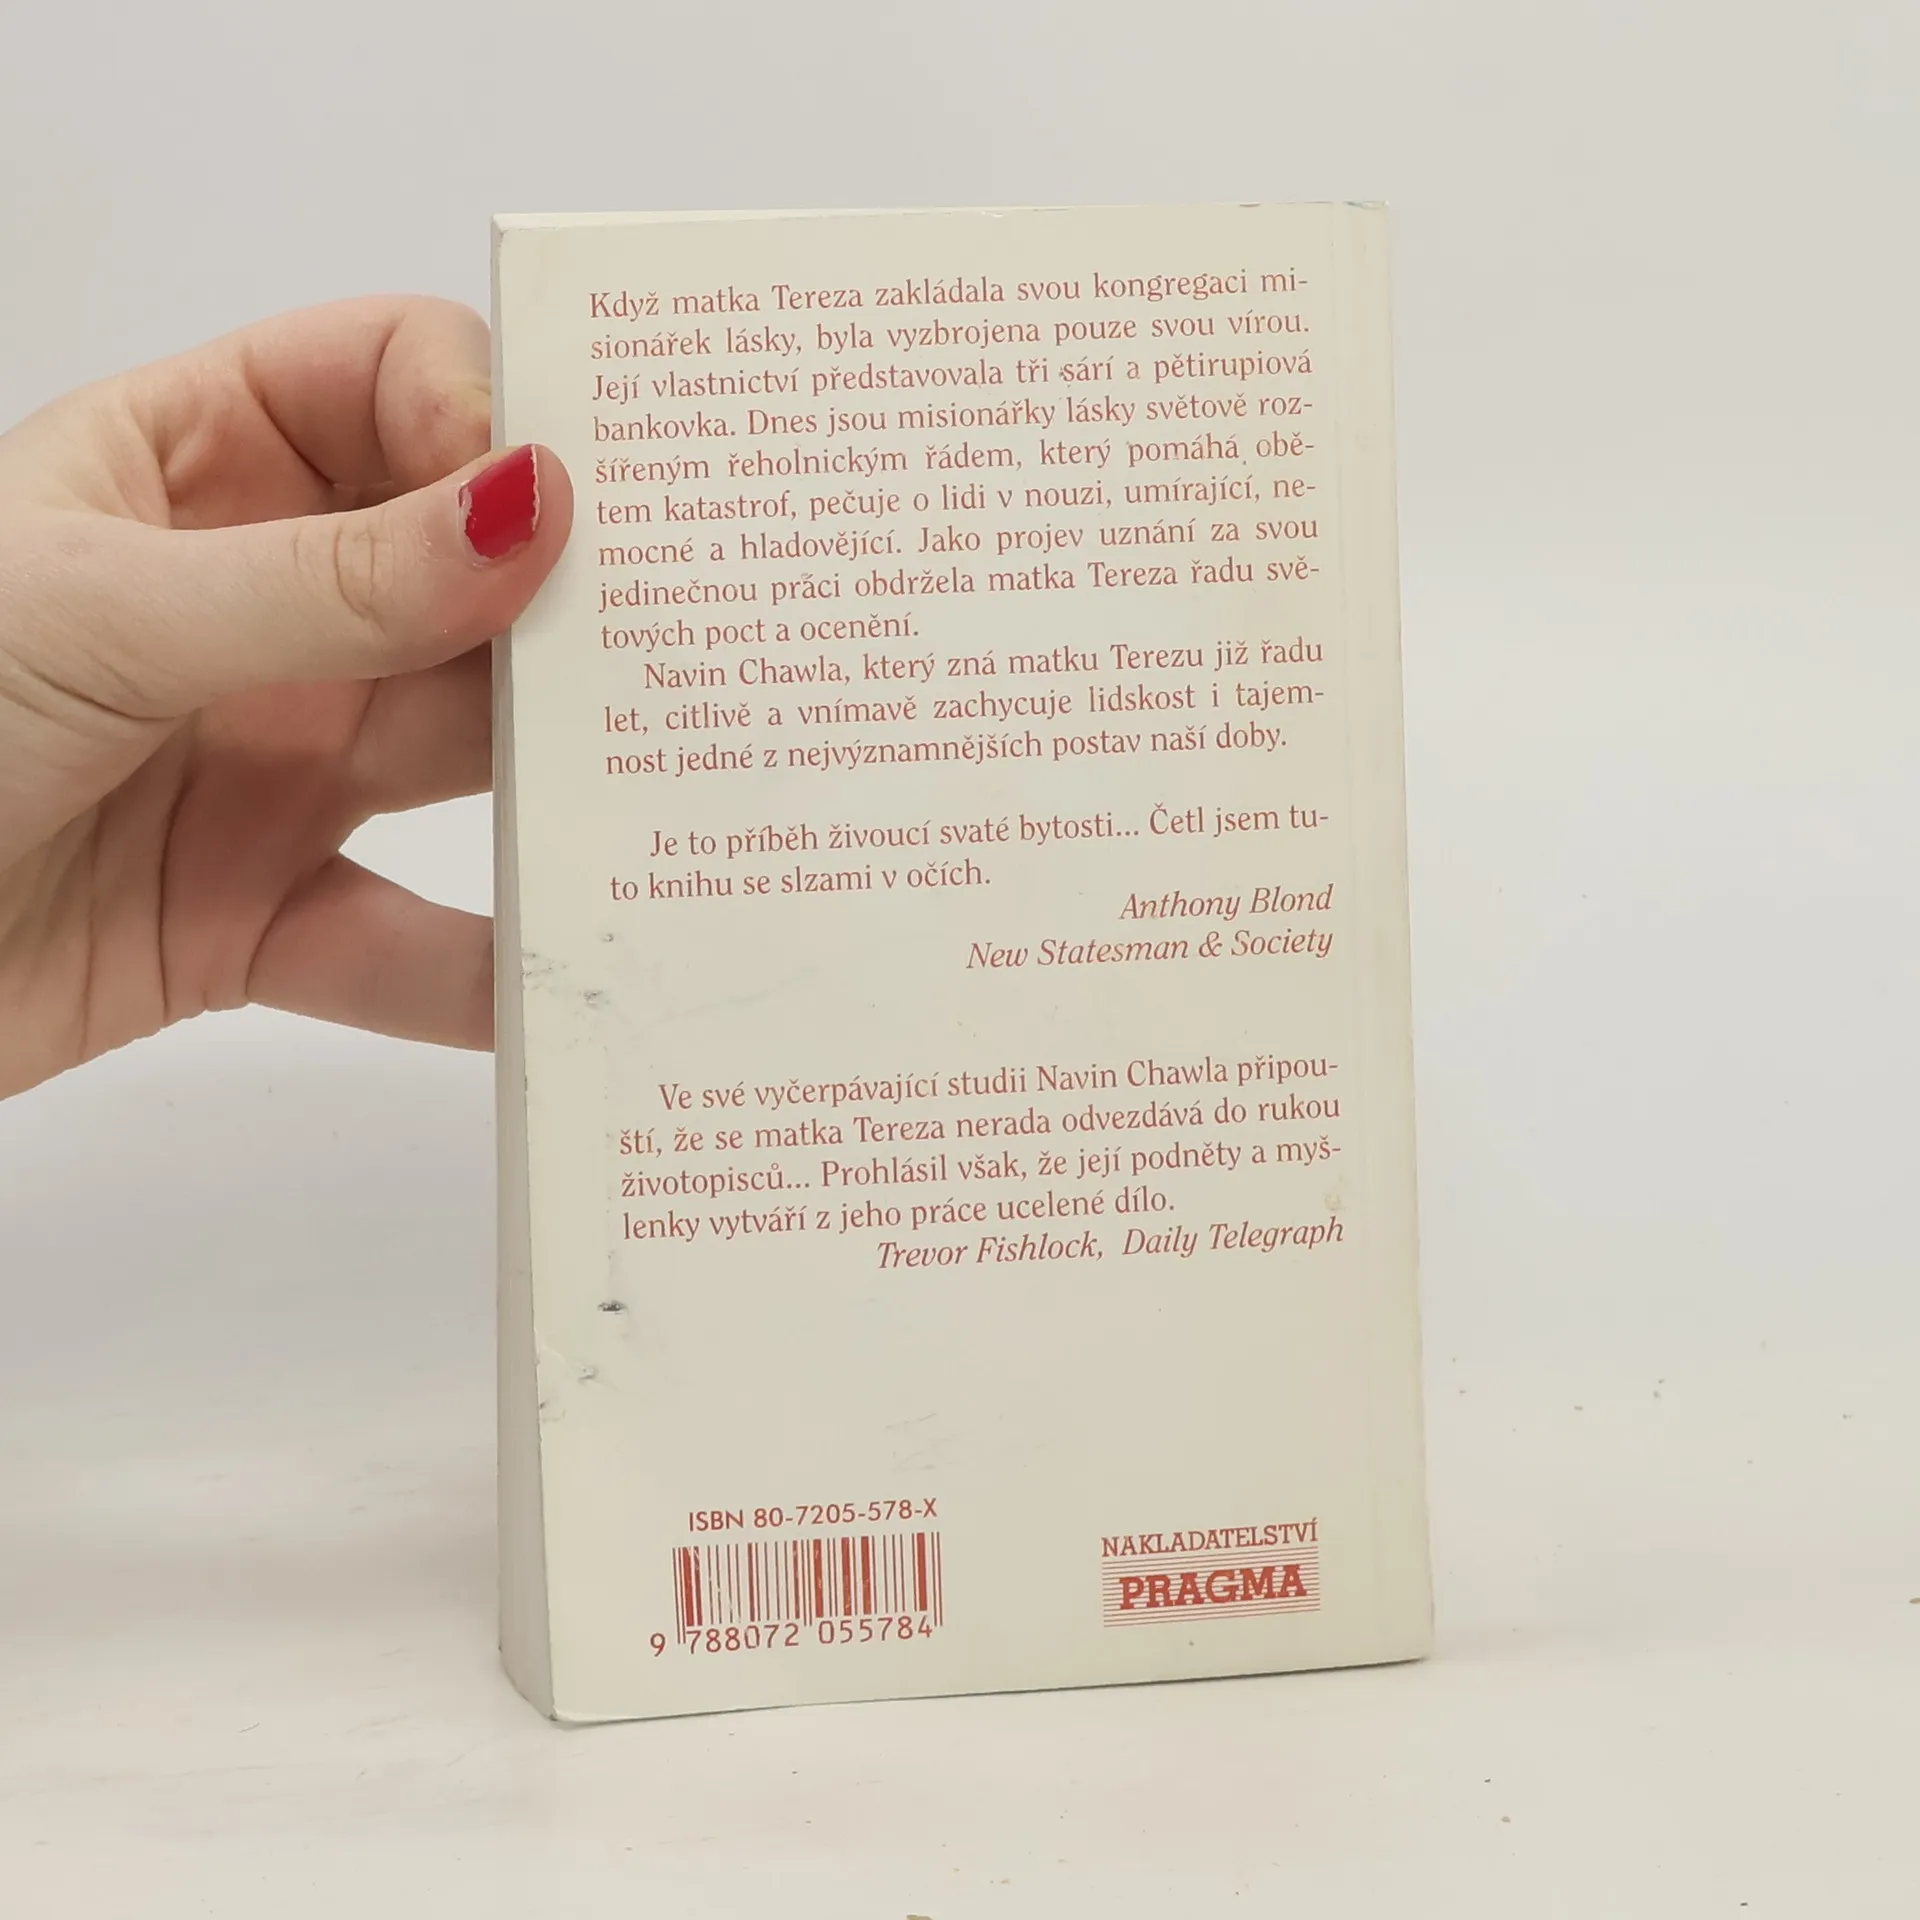 Když matka Tereza zakládala svou kongregaci mi-
sionářek lásky, byla vyzbrojena pouze svou vírou.
Její vlastnictví představovala tři sárí a pětirupiová
bankovka. Dnes jsou misionářky lásky světově roz-
šířeným řeholnickým řádem, který pomáhá obě-
tem katastrof, pečuje o lidi v nouzi, umírající, ne-
mocné a hladovějící. Jako projev uznání za svou
jedinečnou práci obdržela matka Tereza řadu svě-
tových poct a ocenění.
Navin Chawla, který zná matku Terezu již řadu
let, citlivě a vnímavě zachycuje lidskost i tajem-
nost jedné z nejvýznamnějších postav naší doby.
Je to příběh živoucí svaté bytosti... Četl jsem tu-
to knihu se slzami v očích.
Anthony Blond
New Statesman & Society
Ve své vyčerpávající studii Navin Chawla připou-
ští, že se matka Tereza nerada odvezdává do rukou
životopisců... Prohlásil však, že její podněty a myš-
lenky vytváří z jeho práce ucelené dílo.
Trevor Fishlock, Daily Telegraph
ISBN 80-7205-578-X
9 788072 055784
NAKLADATELSTVÍ
PRAGMA